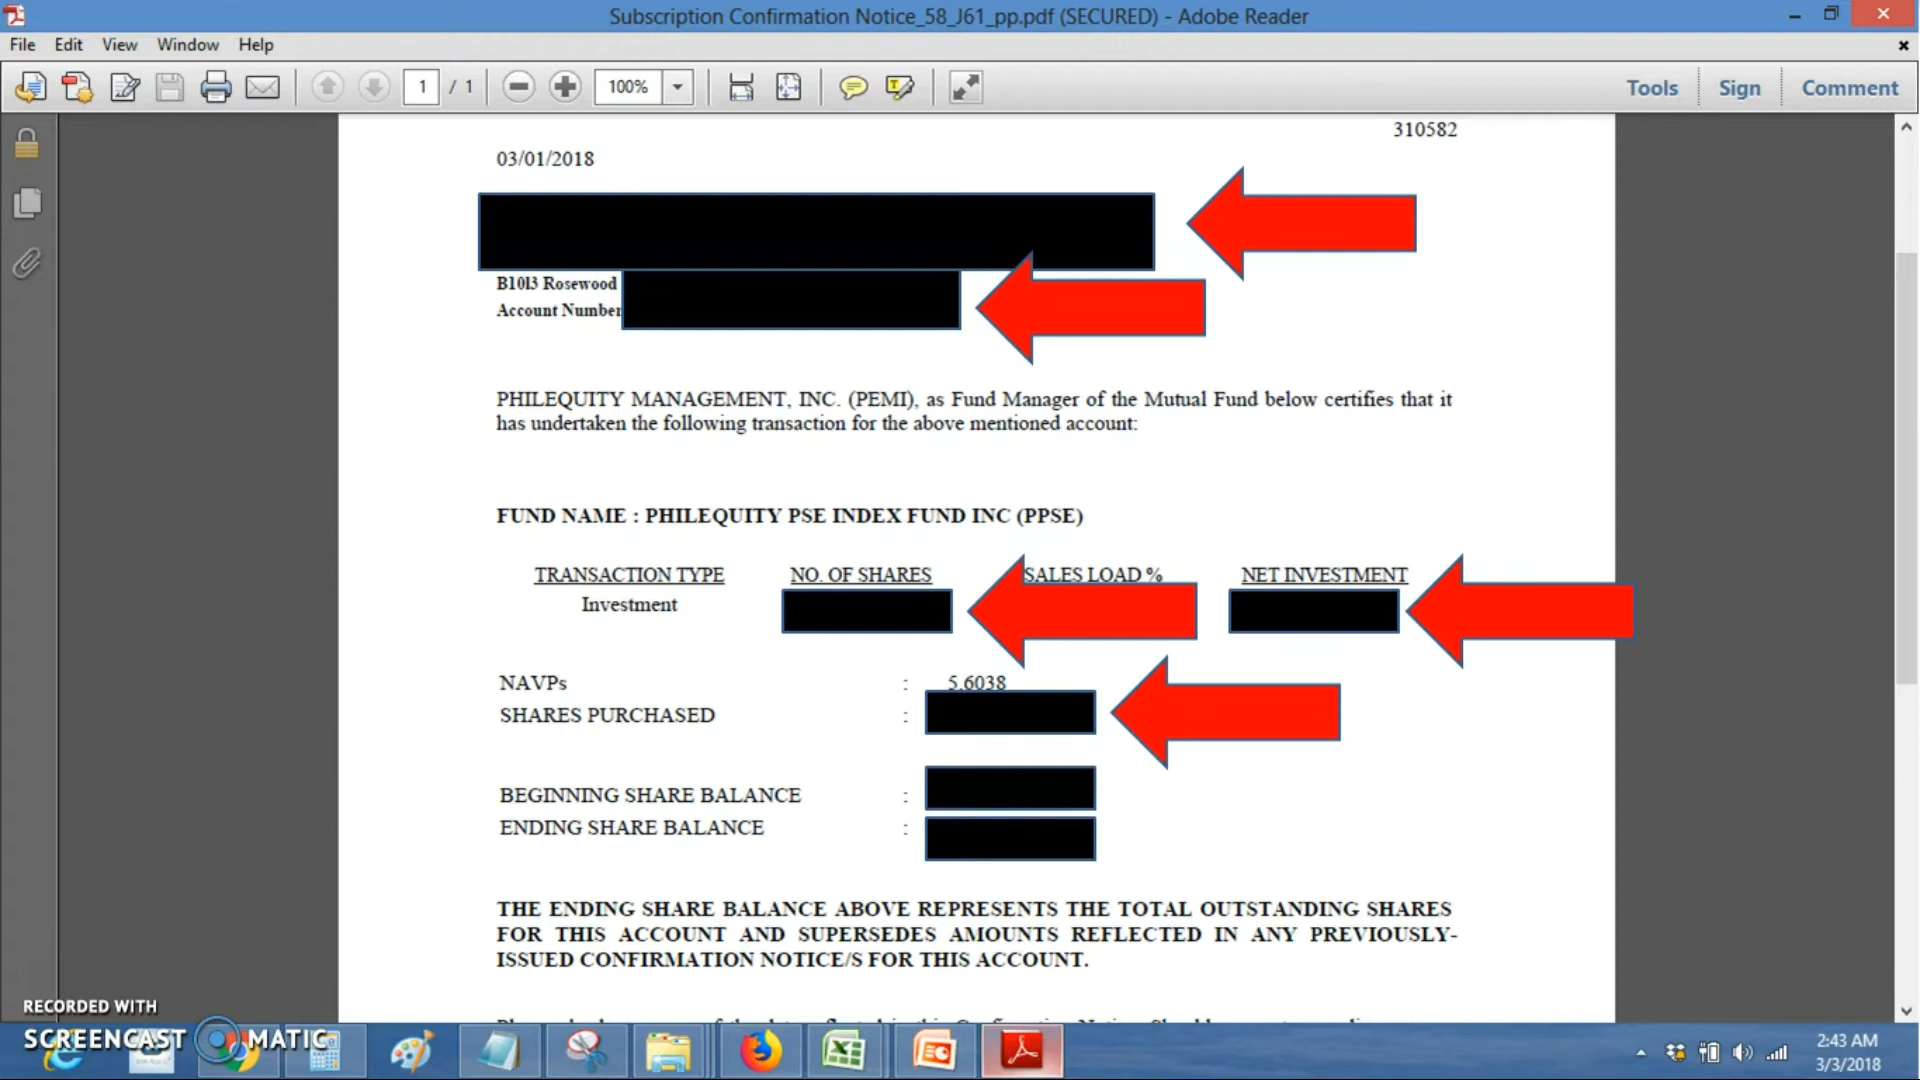 Subscription Confirmation Notice_58_J61_pp.pdf (SECURED) - Adobe Reader
File Edit View Window Help
1 / 1 100% Tools Sign Comment
310582
03/01/2018
B10l3 Rosewood
Account Number
PHILEQUITY MANAGEMENT, INC. (PEMI), as Fund Manager of the Mutual Fund below certifies that it
has undertaken the following transaction for the above mentioned account:
FUND NAME : PHILEQUITY PSE INDEX FUND INC (PPSE)
TRANSACTION TYPE NO. OF SHARES SALES LOAD % NET INVESTMENT
Investment
NAVPs : 5.6038
SHARES PURCHASED :
BEGINNING SHARE BALANCE :
ENDING SHARE BALANCE :
THE ENDING SHARE BALANCE ABOVE REPRESENTS THE TOTAL OUTSTANDING SHARES
FOR THIS ACCOUNT AND SUPERSEDES AMOUNTS REFLECTED IN ANY PREVIOUSLY-
ISSUED CONFIRMATION NOTICE/S FOR THIS ACCOUNT.
RECORDED WITH
SCREENCAST MATIC
2:43 AM
3/3/2018